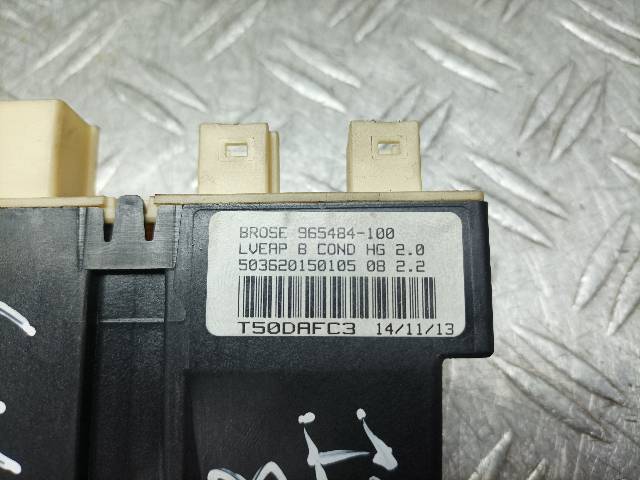 BROSE 965484-100
LVEAP B COND HG 2.0
503620150105 08 2.2
T50DAFC3 14/11/13